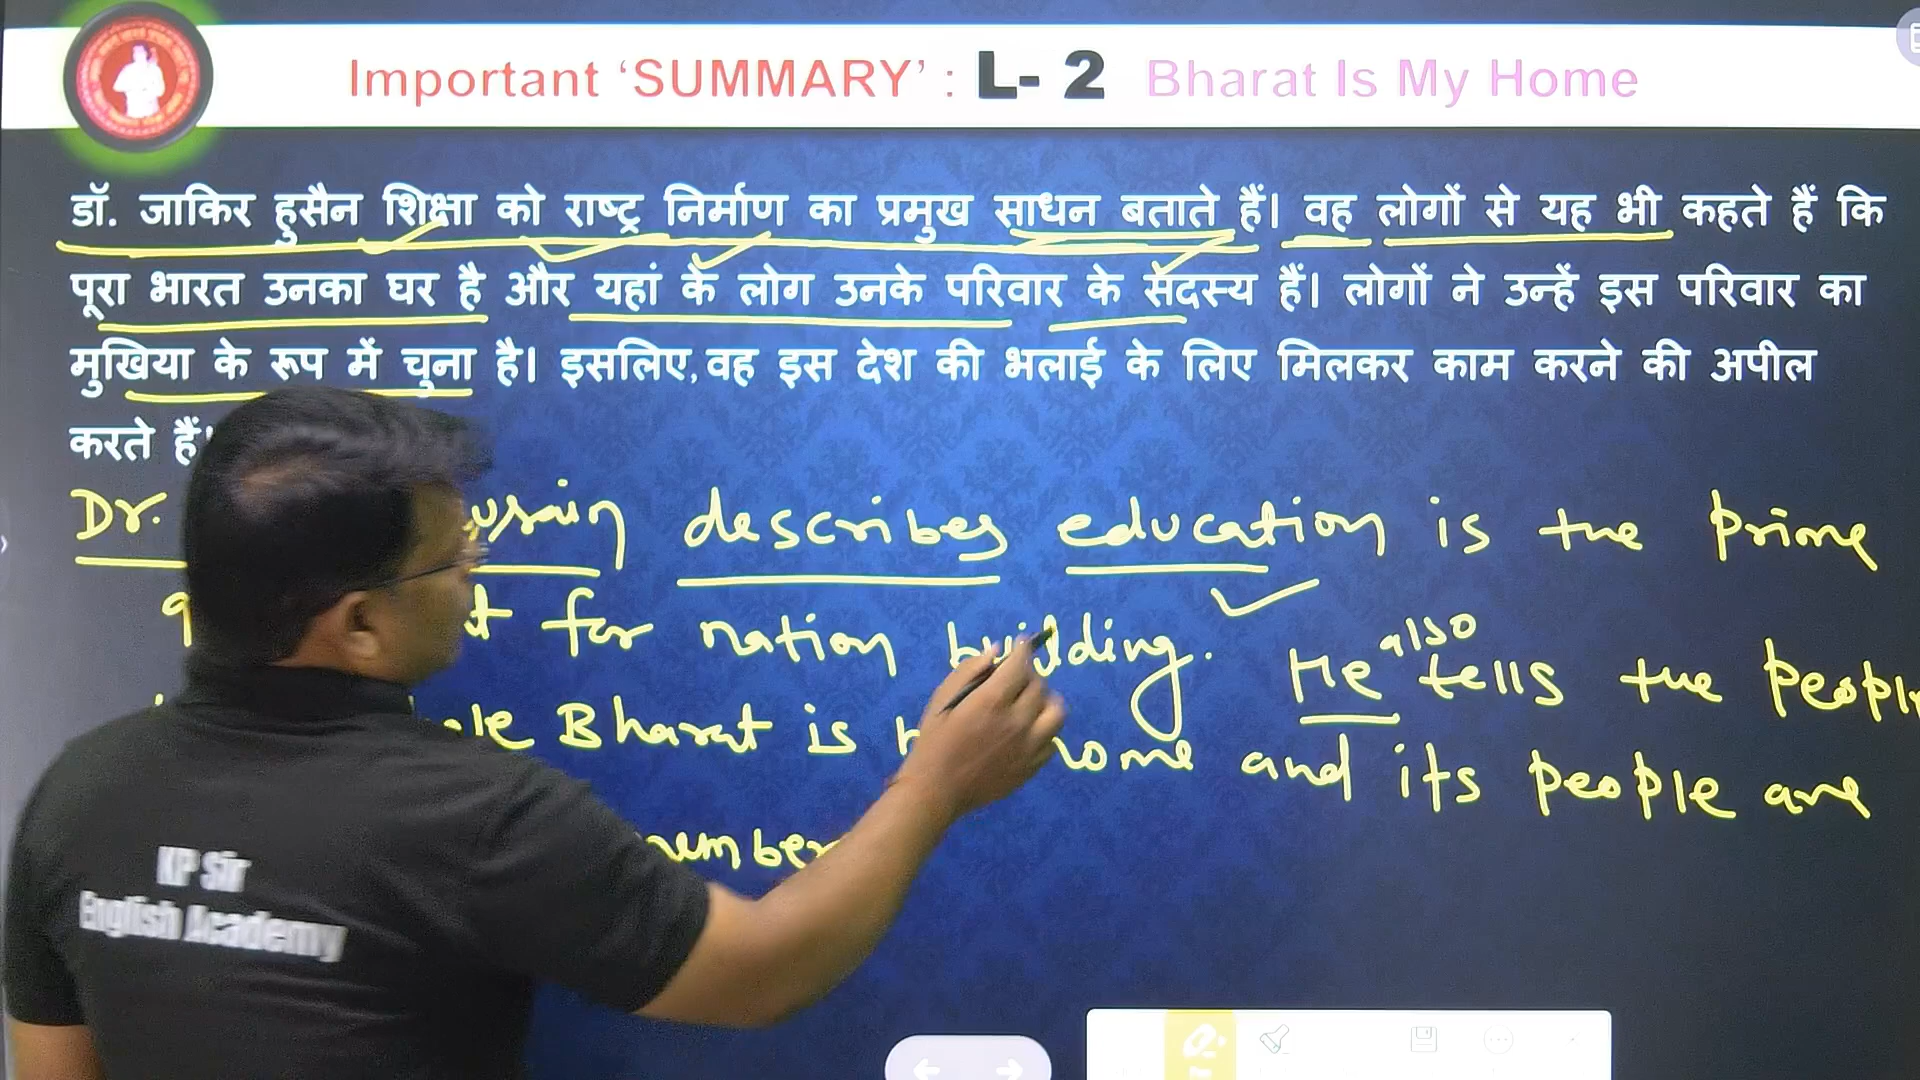 Important ‘SUMMARY’ : L- 2 Bharat Is My Home
डॉ. जाकिर हुसैन शिक्षा को राष्ट्र निर्माण का प्रमुख साधन बताते हैं। वह लोगों से यह भी कहते हैं कि
पूरा भारत उनका घर है और यहां के लोग उनके परिवार के सदस्य हैं। लोगों ने उन्हें इस परिवार का
मुखिया के रूप में चुना है। इसलिए, वह इस देश की भलाई के लिए मिलकर काम करने की अपील
करते हैं।
Dr. describes education is the prime
for nation building. He also tells the people
Bharat is home and its people are
KP Sir
English Academy